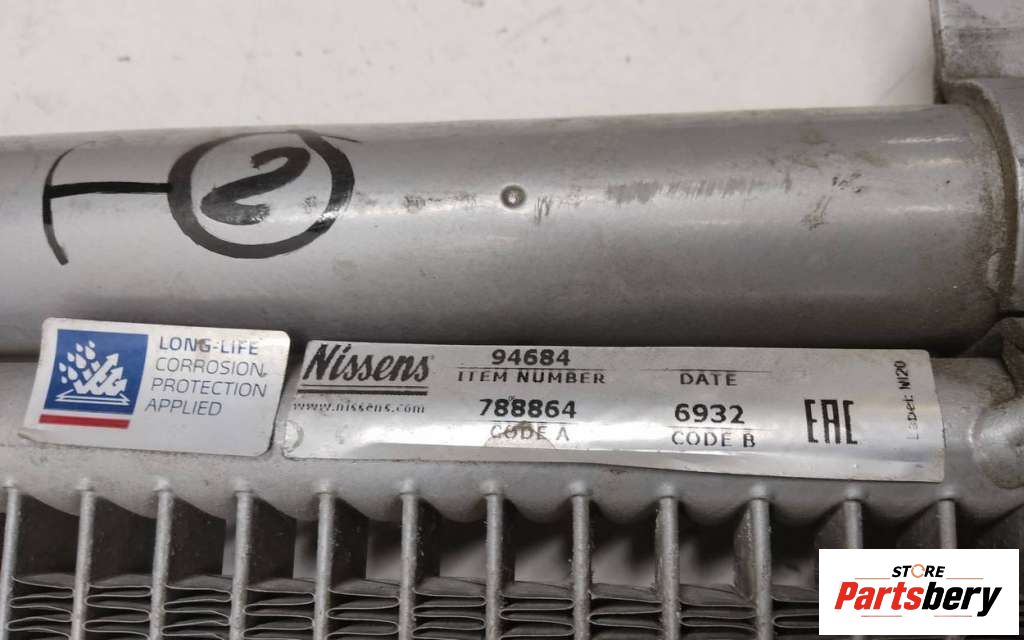 2
LONG-LIFE
CORROSION
PROTECTION
APPLIED
Nissens
www.nissens.com
94684
ITEM NUMBER
DATE
788864
CODE A
6932
CODE B
EAC
Label: NI20
STORE
Partsbery